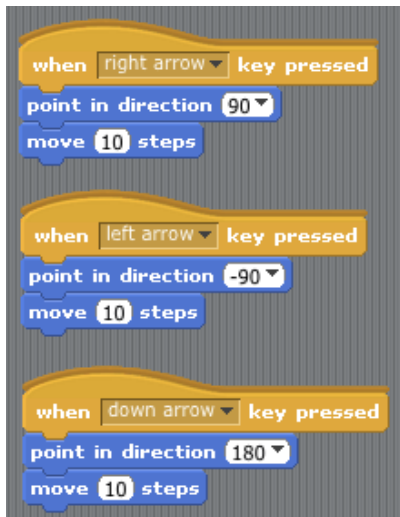 when right arrow key pressed
point in direction 90
move 10 steps
when left arrow key pressed
point in direction -90
move 10 steps
when down arrow key pressed
point in direction 180
move 10 steps